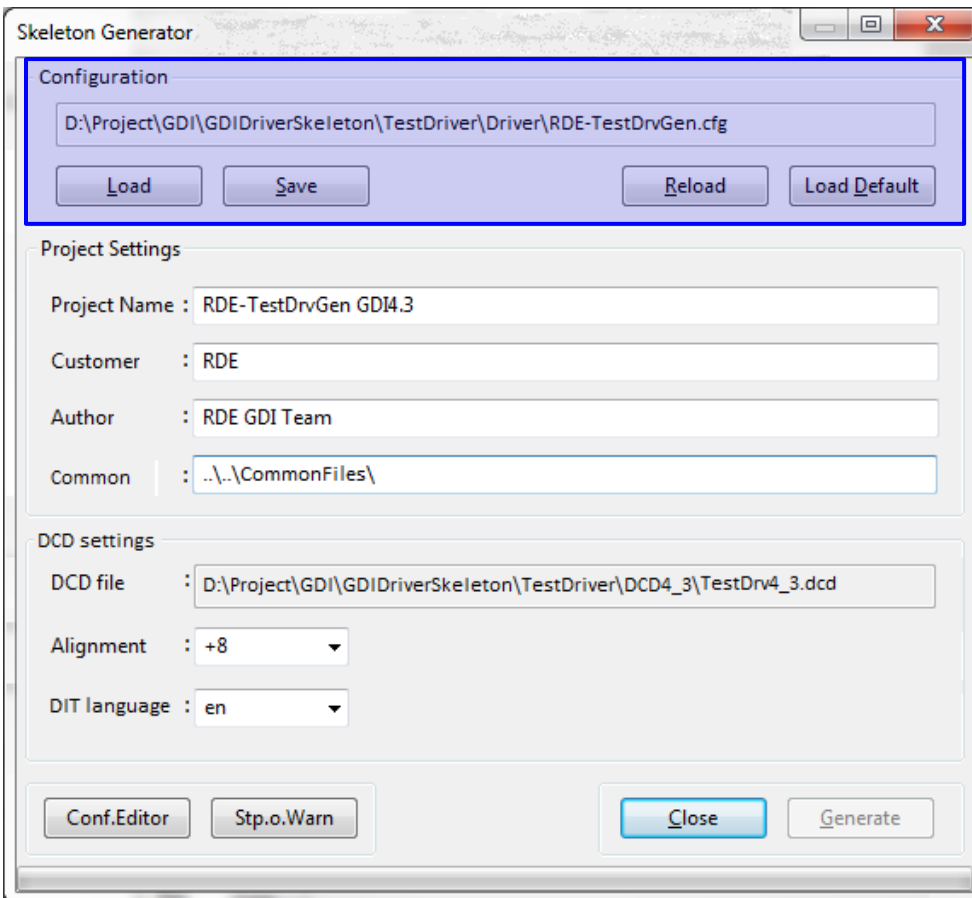 Skeleton Generator
Configuration
D:\Project\GDI\GDIDriverSkeleton\TestDriver\Driver\RDE-TestDrvGen.cfg
Load Save Reload Load Default
Project Settings
Project Name : RDE-TestDrvGen GDI4.3
Customer : RDE
Author : RDE GDI Team
Common : ..\..\CommonFiles\
DCD settings
DCD file : D:\Project\GDI\GDIDriverSkeleton\TestDriver\DCD4_3\TestDrv4_3.dcd
Alignment : +8
DIT language : en
Conf.Editor Stp.o.Warn Close Generate